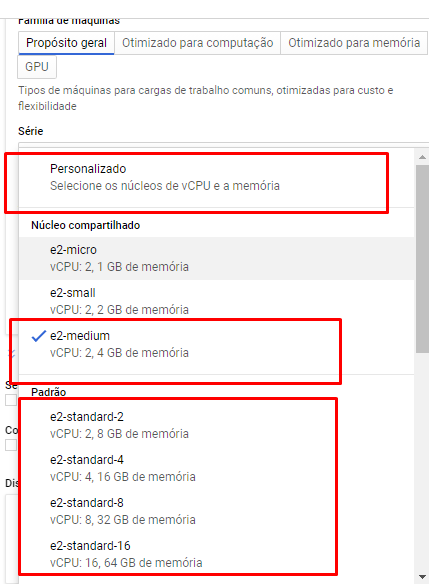 Família de máquinas
Propósito geral
Otimizado para computação
Otimizado para memória
GPU
Tipos de máquinas para cargas de trabalho comuns, otimizadas para custo e
flexibilidade
Série
Personalizado
Selecione os núcleos de vCPU e a memória
Núcleo compartilhado
e2-micro
vCPU: 2, 1 GB de memória
e2-small
vCPU: 2, 2 GB de memória
e2-medium
vCPU: 2, 4 GB de memória
Se
Padrão
e2-standard-2
vCPU: 2, 8 GB de memória
Co
e2-standard-4
vCPU: 4, 16 GB de memória
Dis
e2-standard-8
vCPU: 8, 32 GB de memória
e2-standard-16
vCPU: 16, 64 GB de memória